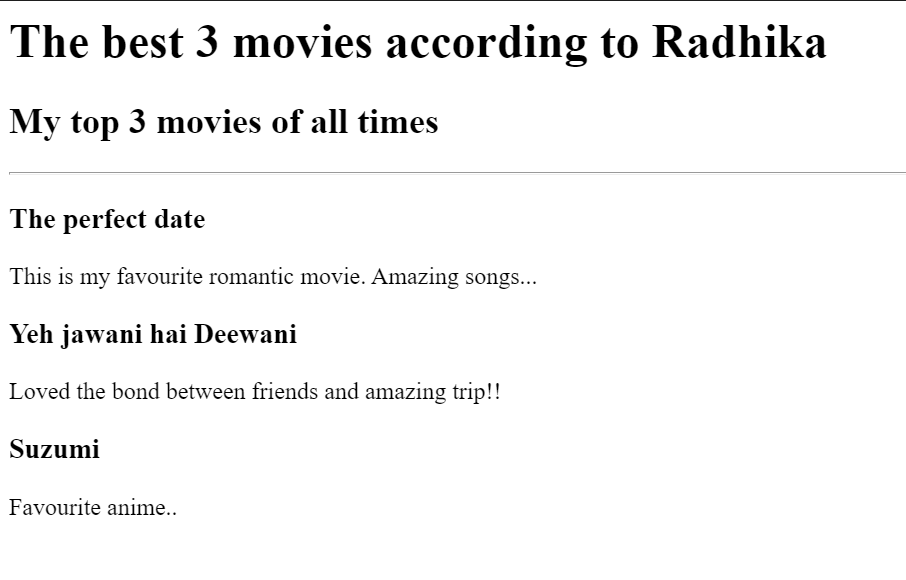 The best 3 movies according to Radhika
My top 3 movies of all times
The perfect date
This is my favourite romantic movie. Amazing songs...
Yeh jawani hai Deewani
Loved the bond between friends and amazing trip!!
Suzumi
Favourite anime..